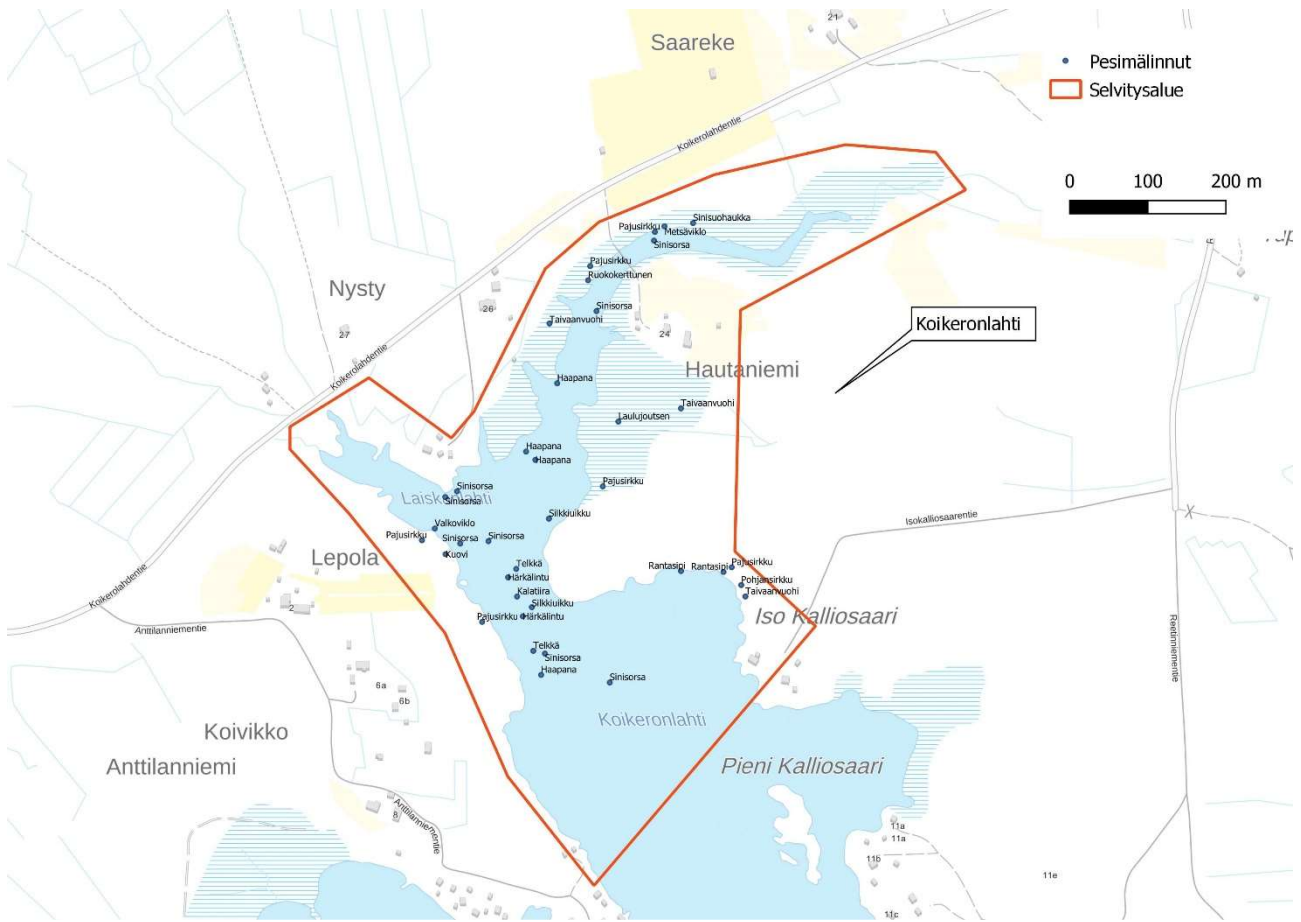 21
Saareke
Pesimälinnut
Selvitysalue
Koikerolahdentie
0 100 200 m
Sinisuohaukka
Pajusirkku
Metsäviklo
Sinisorsa
Pajusirkku
Ruokokerttunen
Nysty
26
Sinisorsa
Taivaanvuohi
24
27
Koikeronlahti
Hautaniemi
Koikerolahdentie
Haapana
Taivaanvuohi
Laulujoutsen
Haapana
Haapana
Sinisorsa
Laiskonlahti
Sinisorsa
Pajusirkku
Silkkiuikku
Isokalliosaarentie
X
Valkoviklo
Pajusirkku
Sinisorsa
Sinisorsa
Kuovi
Lepola
Telkkä
Härkälintu
Rantasipi
Rantasipi
Pajusirkku
Pohjansirkku
Taivaanvuohi
Kalatiira
Silkkiuikku
Pajusirkku
Härkälintu
Iso Kalliosaari
2
Koikerolahdentie
Anttilanniementie
Telkkä
Sinisorsa
Haapana
Sinisorsa
Reetinniementie
6a
6b
Koikeronlahti
Koivikko
Anttilanniemi
Pieni Kalliosaari
Anttilanniementie
8
11a
11a
11b
11e
11c